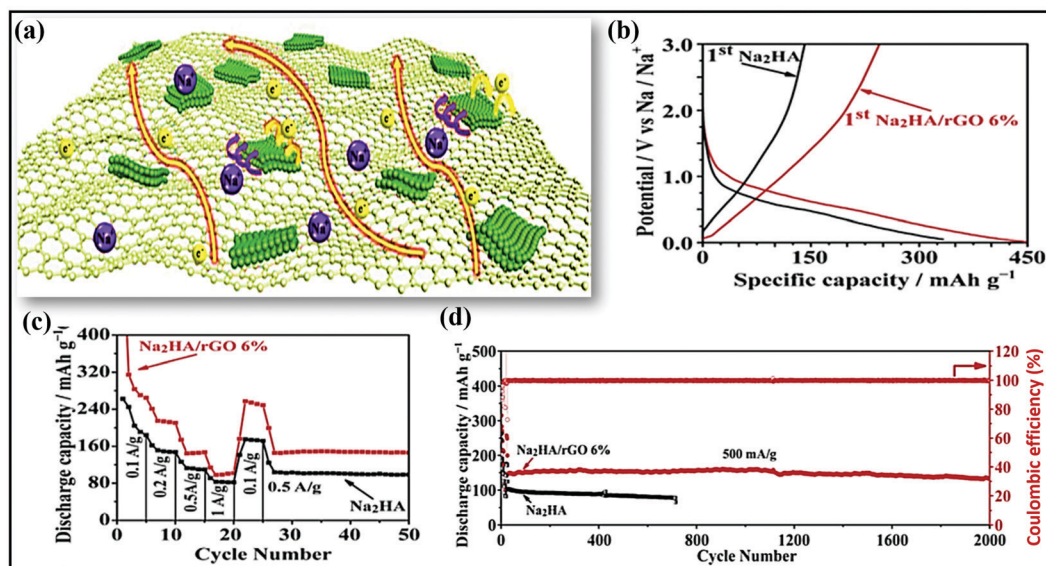 (a)
Na
e⁻
Na
e⁻
e⁻
e⁻
Na
Na
Na
Na
Na
e⁻
e⁻
e⁻
(b)
3.0
2.0
1.0
0.0
Potential / V vs Na / Na⁺
1st Na₂HA
1st Na₂HA/rGO 6%
0 150 300 450
Specific capacity / mAh g⁻¹
(c)
400
320
240
160
80
0
Discharge capacity / mAh g⁻¹
Na₂HA/rGO 6%
0.1 A/g
0.2 A/g
0.5A/g
1 A/g
0.1 A/g
0.5 A/g
Na₂HA
0 10 20 30 40 50
Cycle Number
(d)
500
400
300
200
100
0
Discharge capacity / mAh g⁻¹
Na₂HA/rGO 6%
500 mA/g
Na₂HA
120
100
80
60
40
20
0
Coulombic efficiency (%)
0 400 800 1200 1600 2000
Cycle Number